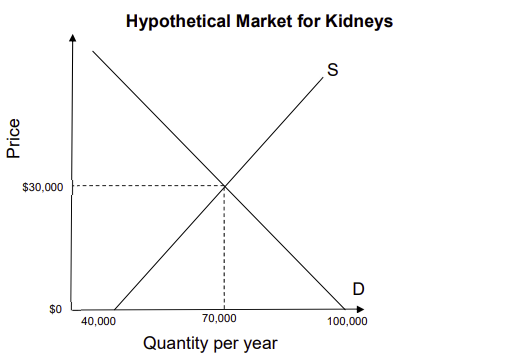 Hypothetical Market for Kidneys
S
Price
$30,000
D
$0
40,000
70,000
100,000
Quantity per year